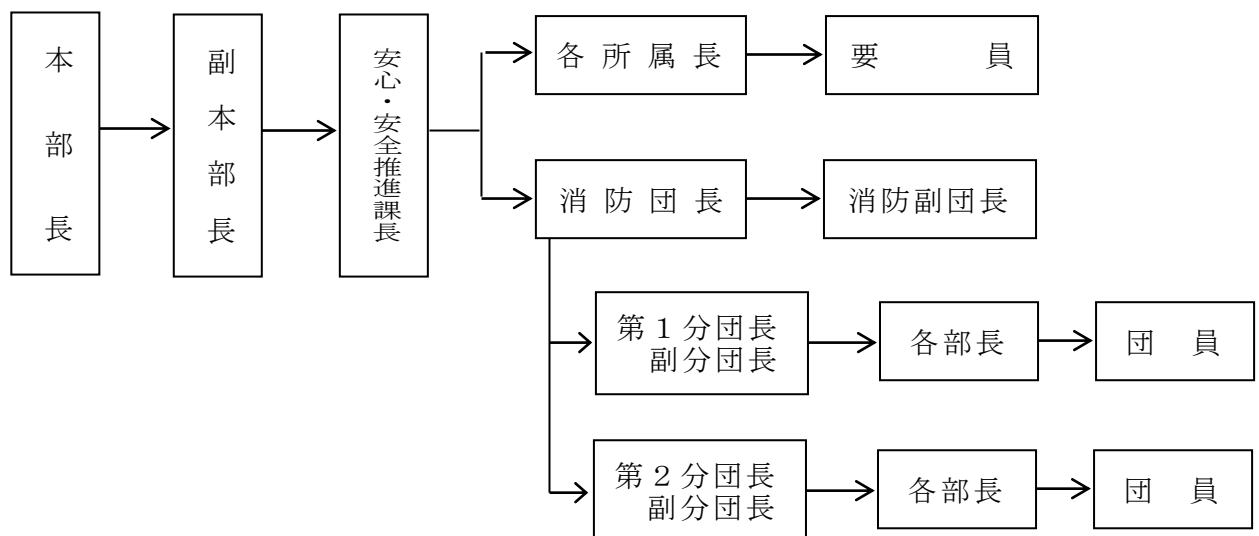 本部長
副本部長
安心・安全推進課長
各所属長
要員
消防団長
消防副団長
第１分団長
副分団長
各部長
団員
第２分団長
副分団長
各部長
団員